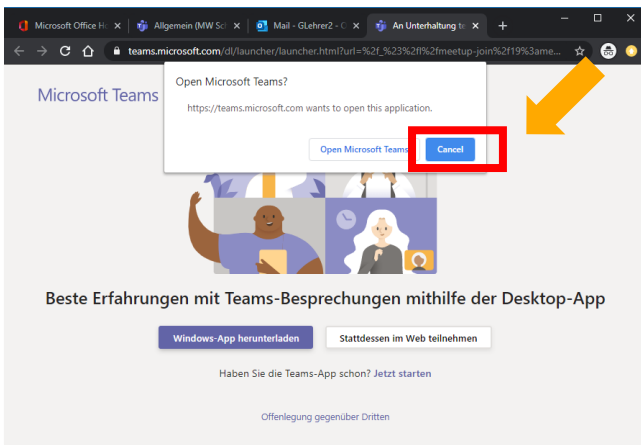 Microsoft Office Ho
Allgemein (MW Sch
Mail - GLehrer2 - O
An Unterhaltung te
teams.microsoft.com/dl/launcher/launcher.html?url=%2f_%23%2fl%2fmeetup-join%2f19%3ame...
Microsoft Teams
Open Microsoft Teams?
https://teams.microsoft.com wants to open this application.
Open Microsoft Teams
Cancel
Beste Erfahrungen mit Teams-Besprechungen mithilfe der Desktop-App
Windows-App herunterladen
Stattdessen im Web teilnehmen
Haben Sie die Teams-App schon? Jetzt starten
Offenlegung gegenüber Dritten